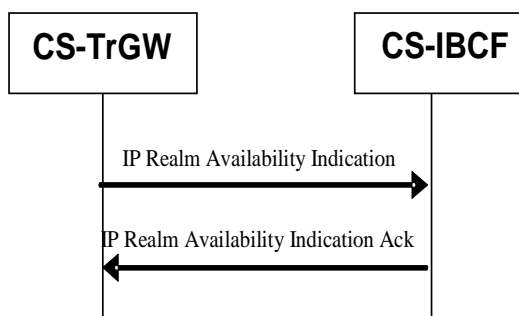 CS-TrGW
CS-IBCF
IP Realm Availability Indication
IP Realm Availability Indication Ack